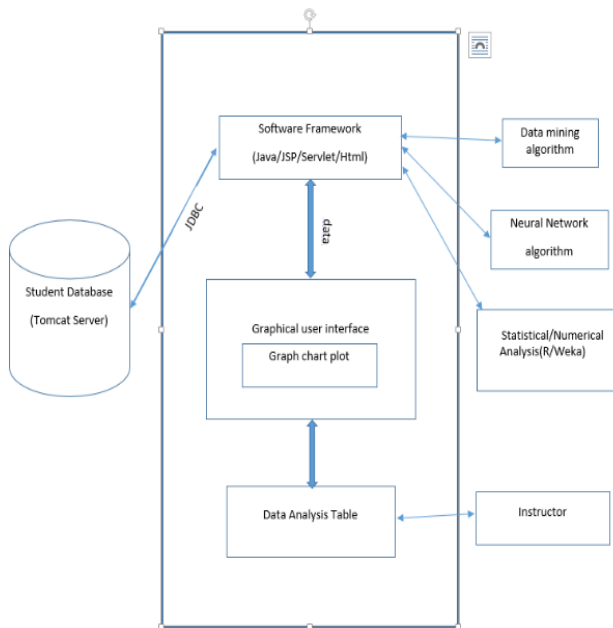 Software Framework
(Java/JSP/Servlet/Html)
Data mining
algorithm
JDBC
data
Neural Network
algorithm
Student Database
(Tomcat Server)
Graphical user interface
Graph chart plot
Statistical/Numerical
Analysis(R/Weka)
Data Analysis Table
Instructor